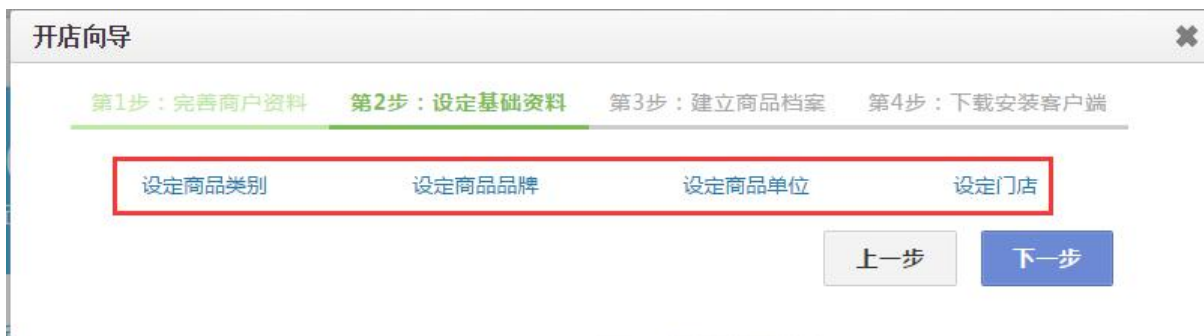 开店向导
第1步：完善商户资料 第2步：设定基础资料 第3步：建立商品档案 第4步：下载安装客户端
设定商品类别 设定商品品牌 设定商品单位 设定门店
上一步 下一步